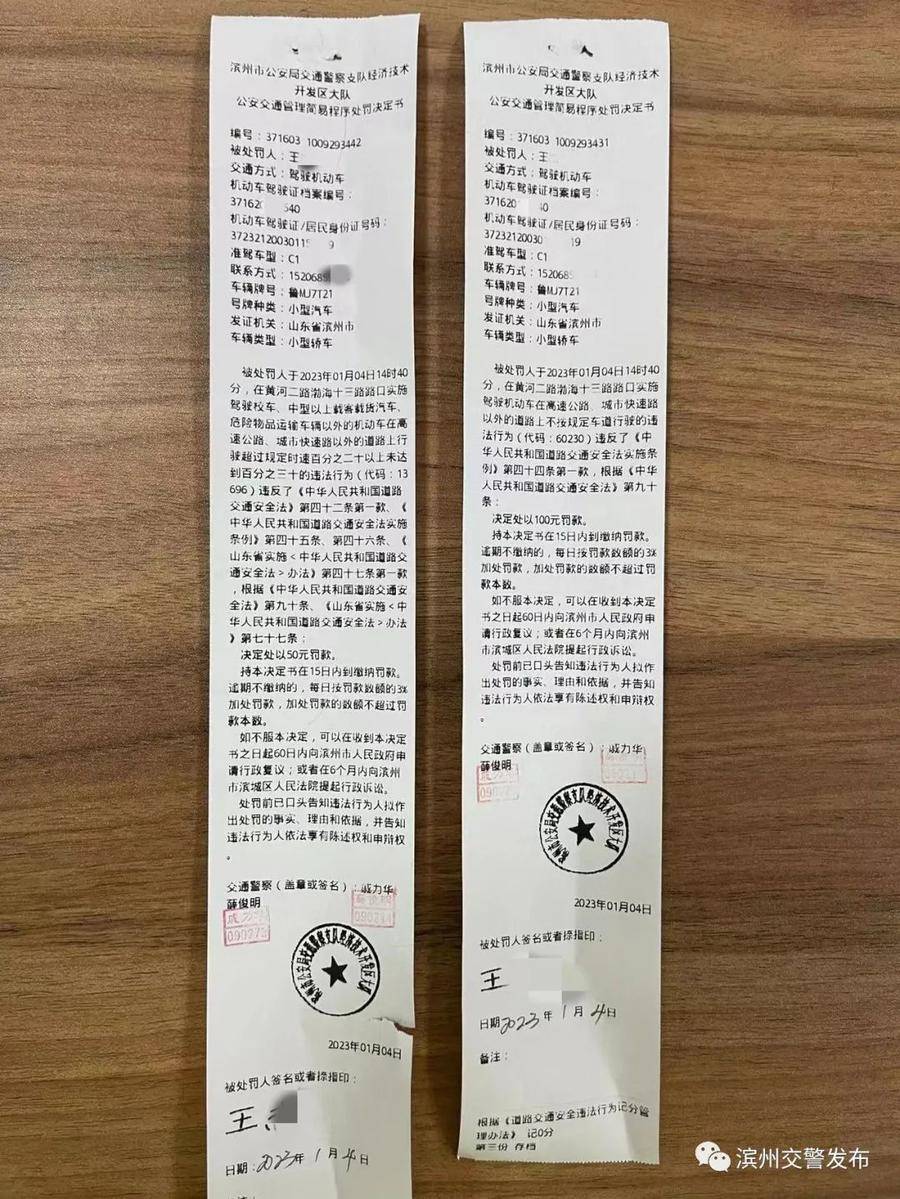 滨州市公安局交通警察支队经济技术
开发区大队
公安交通管理简易程序处罚决定书
编号：371603 1009293442
被处罚人：王
交通方式：驾驶机动车
机动车驾驶证档案编号：
37162 540
机动车驾驶证/居民身份证号码：
3723212003011 9
准驾车型：C1
联系方式：152068
车辆牌号：鲁MJ7T21
号牌种类：小型汽车
发证机关：山东省滨州市
车辆类型：小型轿车
被处罚人于2023年01月04日14时40
分，在黄河二路渤海十三路路口实施
驾驶校车、中型以上载客载货汽车、
危险物品运输车辆以外的机动车在高
速公路、城市快速路以外的道路上行
驶超过规定时速百分之二十以上未达
到百分之三十的违法行为（代码：13
696）违反了《中华人民共和国道路
交通安全法》第四十二条第一款、《
中华人民共和国道路交通安全法实施
条例》第四十五条、第四十六条、《
山东省实施＜中华人民共和国道路交
通安全法＞办法》第四十七条第一款
，根据《中华人民共和国道路交通安
全法》第九十条、《山东省实施＜中
华人民共和国道路交通安全法＞办法
》第七十七条：
决定处以50元罚款。
持本决定书在15日内到缴纳罚款。
逾期不缴纳的，每日按罚款数额的3%
加处罚款，加处罚款的数额不超过罚
款本数。
如不服本决定，可以在收到本决定
书之日起60日内向滨州市人民政府申
请行政复议；或者在6个月内向滨州
市滨城区人民法院提起行政诉讼。
处罚前已口头告知违法行为人拟作
出处罚的事实、理由和依据，并告知
违法行为人依法享有陈述权和申辩权
。
交通警察（盖章或签名）：戚力华
薛俊明
2023年01月04日
被处罚人签名或者捺指印：
王
日期：2023年1月4日
滨州市公安局交通警察支队经济技术
开发区大队
公安交通管理简易程序处罚决定书
编号：371603 1009293431
被处罚人：王
交通方式：驾驶机动车
机动车驾驶证档案编号：
37162 40
机动车驾驶证/居民身份证号码：
37232120030 19
准驾车型：C1
联系方式：152068
车辆牌号：鲁MJ7T21
号牌种类：小型汽车
发证机关：山东省滨州市
车辆类型：小型轿车
被处罚人于2023年01月04日14时40
分，在黄河二路渤海十三路路口实施
驾驶机动车在高速公路、城市快速路
以外的道路上不按规定车道行驶的违
法行为（代码：60230）违反了《中
华人民共和国道路交通安全法实施条
例》第四十四条第一款，根据《中华
人民共和国道路交通安全法》第九十
条：
决定处以100元罚款。
持本决定书在15日内到缴纳罚款。
逾期不缴纳的，每日按罚款数额的3%
加处罚款，加处罚款的数额不超过罚
款本数。
如不服本决定，可以在收到本决定
书之日起60日内向滨州市人民政府申
请行政复议；或者在6个月内向滨州
市滨城区人民法院提起行政诉讼。
处罚前已口头告知违法行为人拟作
出处罚的事实、理由和依据，并告知
违法行为人依法享有陈述权和申辩权
。
交通警察（盖章或签名）：戚力华
薛俊明
2023年01月04日
被处罚人签名或者捺指印：
王
日期2023年1月4日
备注：
根据《道路交通安全违法行为记分管
理办法》 记0分
第三份 存档
滨州交警发布